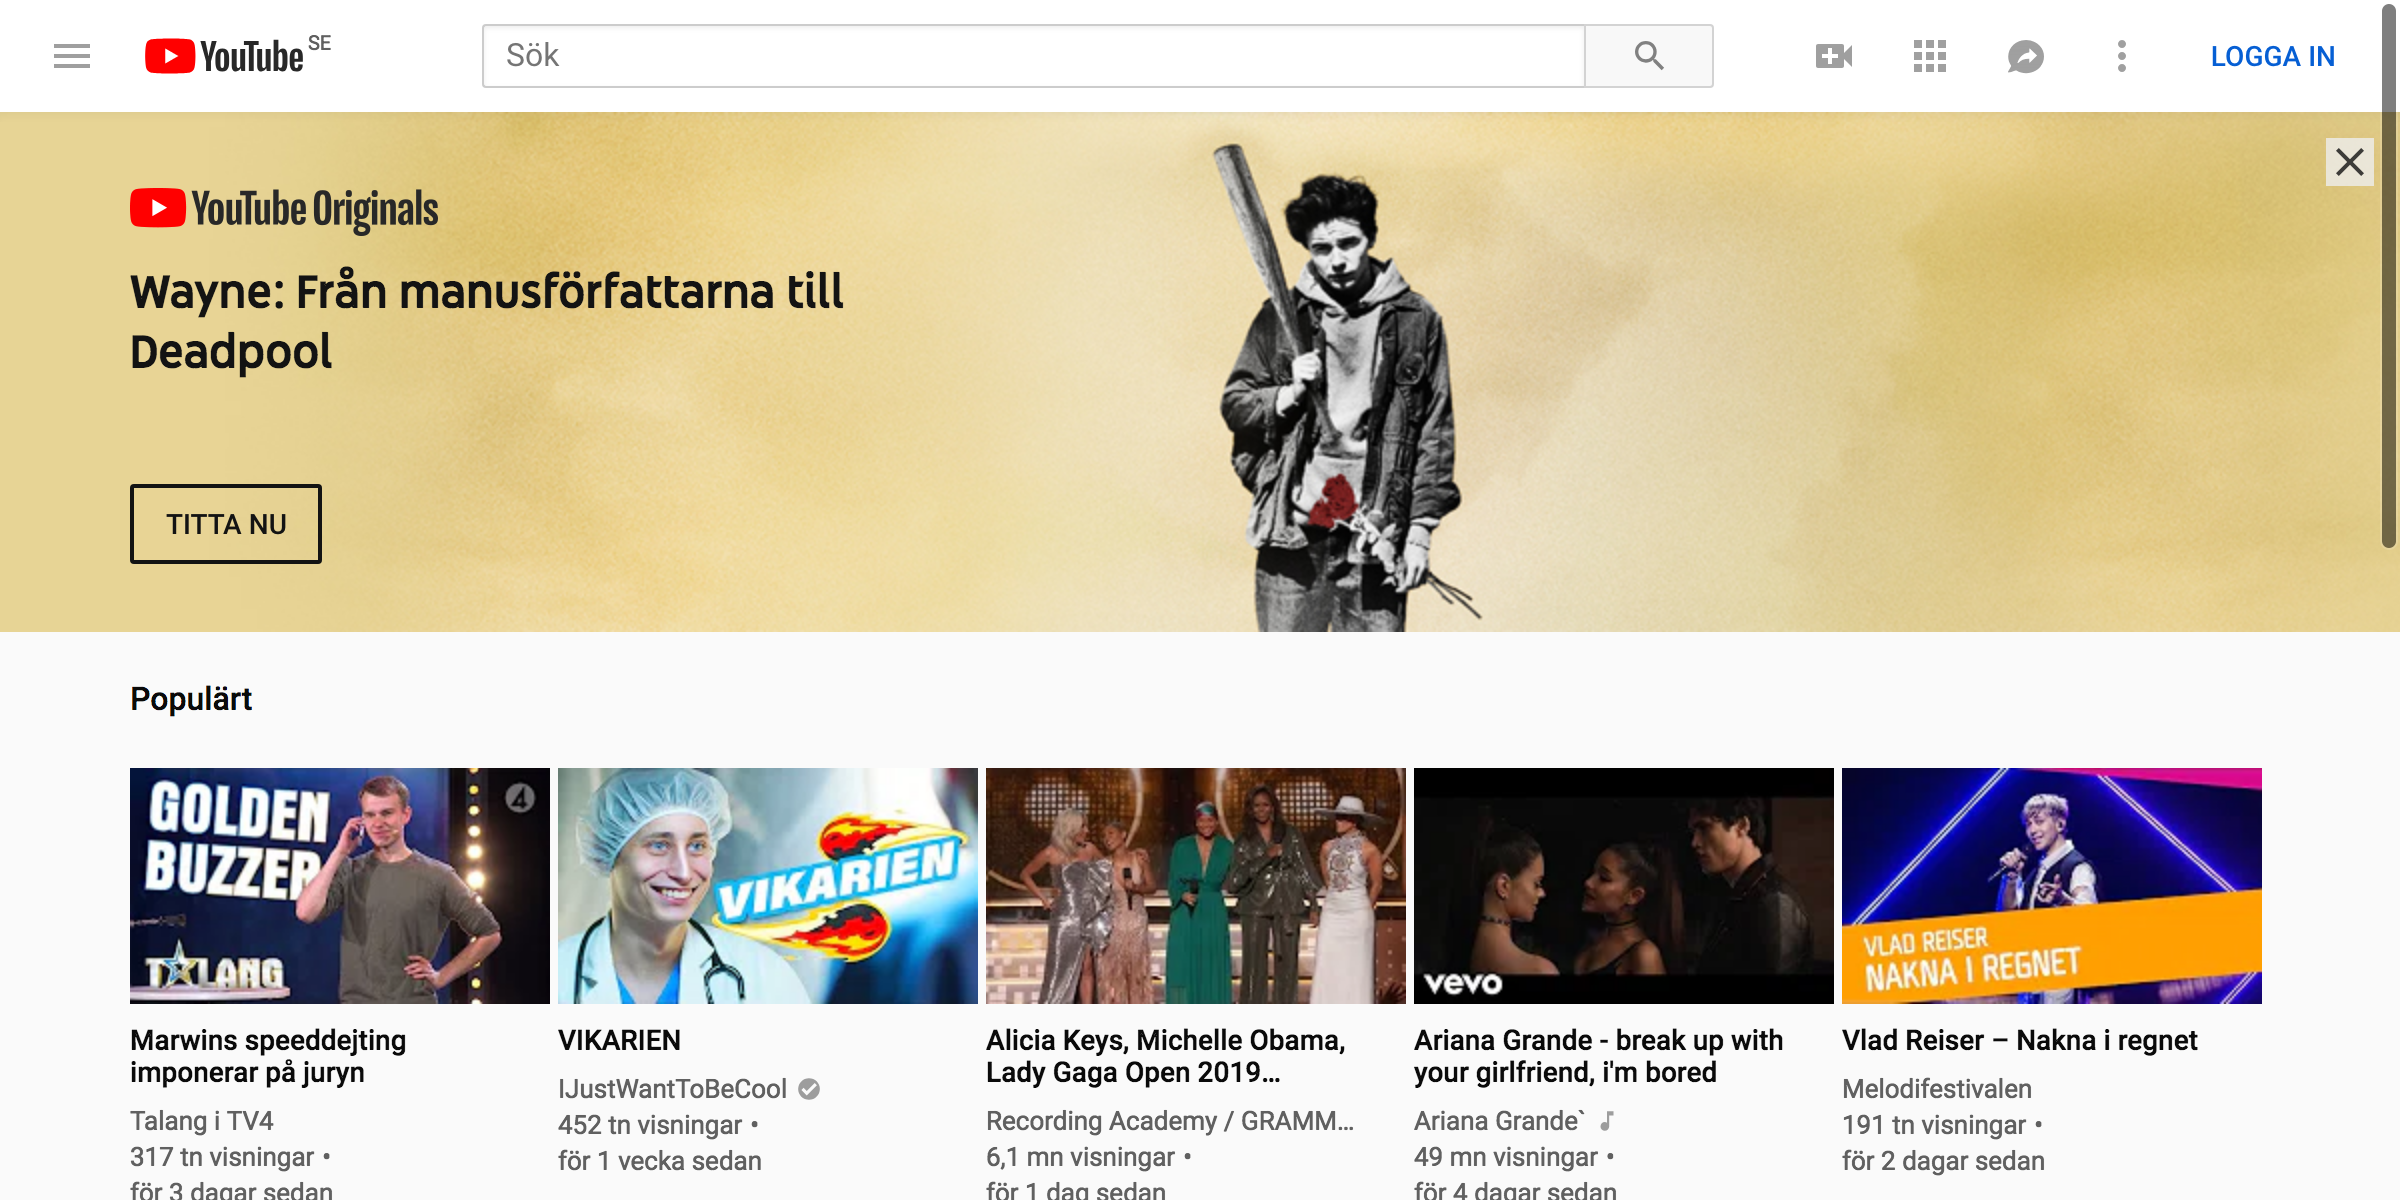 YouTube SE
Sök
LOGGA IN
YouTube Originals
Wayne: Från manusförfattarna till
Deadpool
TITTA NU
Populärt
GOLDEN
BUZZER
4
TALANG
VIKARIEN
vevo
VLAD REISER
NAKNA I REGNET
Marwins speeddejting
imponerar på juryn
Talang i TV4
317 tn visningar •
för 3 dagar sedan
VIKARIEN
IJustWantToBeCool
452 tn visningar •
för 1 vecka sedan
Alicia Keys, Michelle Obama,
Lady Gaga Open 2019...
Recording Academy / GRAMM...
6,1 mn visningar •
för 1 dag sedan
Ariana Grande - break up with
your girlfriend, i'm bored
Ariana Grande`
49 mn visningar •
för 4 dagar sedan
Vlad Reiser – Nakna i regnet
Melodifestivalen
191 tn visningar •
för 2 dagar sedan